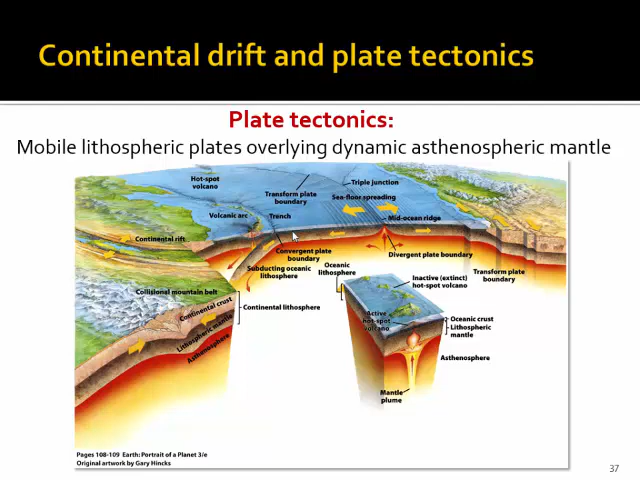 Continental drift and plate tectonics
Plate tectonics:
Mobile lithospheric plates overlying dynamic asthenospheric mantle
Hot-spot
volcano
Transform plate
boundary
Triple junction
Sea-floor spreading
Volcanic arc
Trench
Mid-ocean ridge
Continental rift
Convergent plate
boundary
Divergent plate boundary
Subducting oceanic
lithosphere
Oceanic
lithosphere
Transform plate
boundary
Inactive (extinct)
hot-spot volcano
Collisional mountain belt
Continental crust
Continental lithosphere
Lithospheric mantle
Asthenosphere
Active
hot-spot
volcano
Oceanic crust
Lithospheric
mantle
Asthenosphere
Mantle
plume
Pages 108-109 Earth: Portrait of a Planet 3/e
Original artwork by Gary Hincks
37